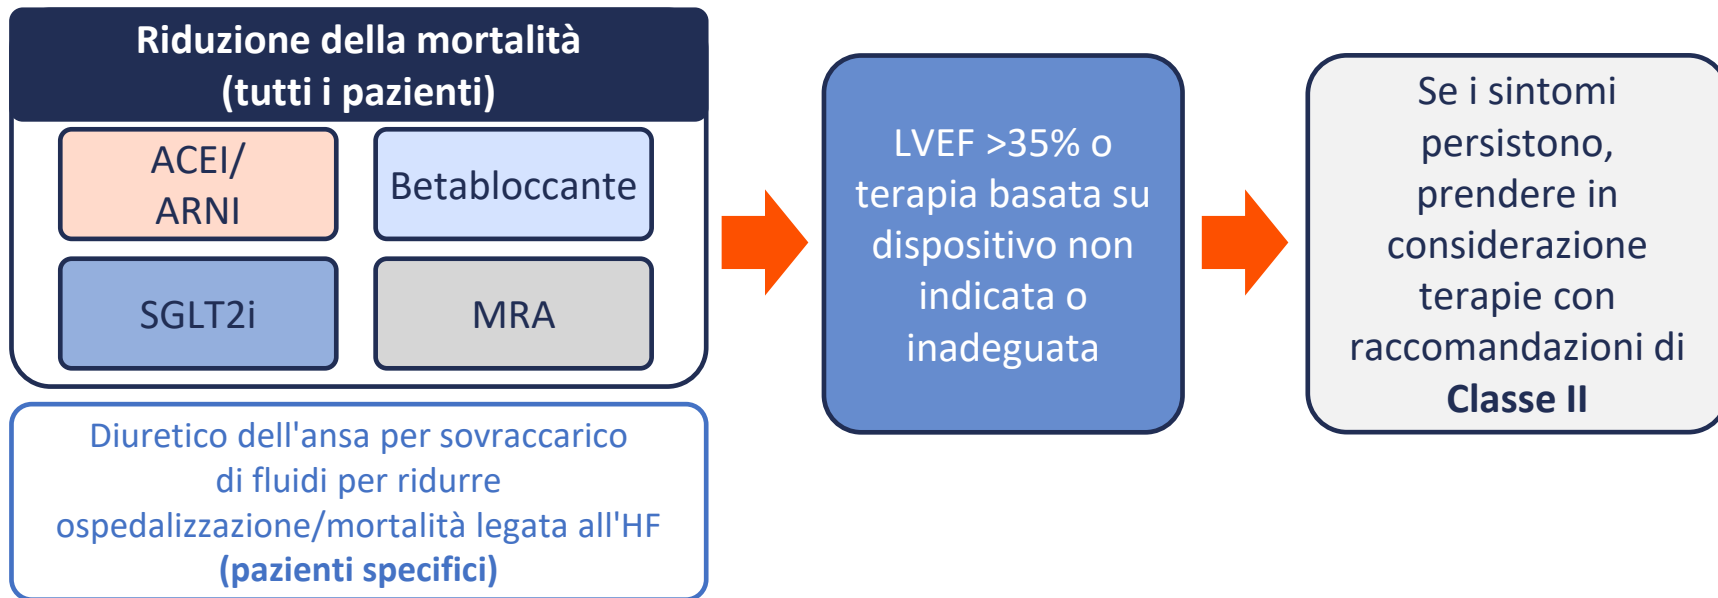 Riduzione della mortalità
(tutti i pazienti)
ACEI/
ARNI
Betabloccante
SGLT2i
MRA
Diuretico dell'ansa per sovraccarico
di fluidi per ridurre
ospedalizzazione/mortalità legata all'HF
(pazienti specifici)
LVEF >35% o
terapia basata su
dispositivo non
indicata o
inadeguata
Se i sintomi
persistono,
prendere in
considerazione
terapie con
raccomandazioni di
Classe II